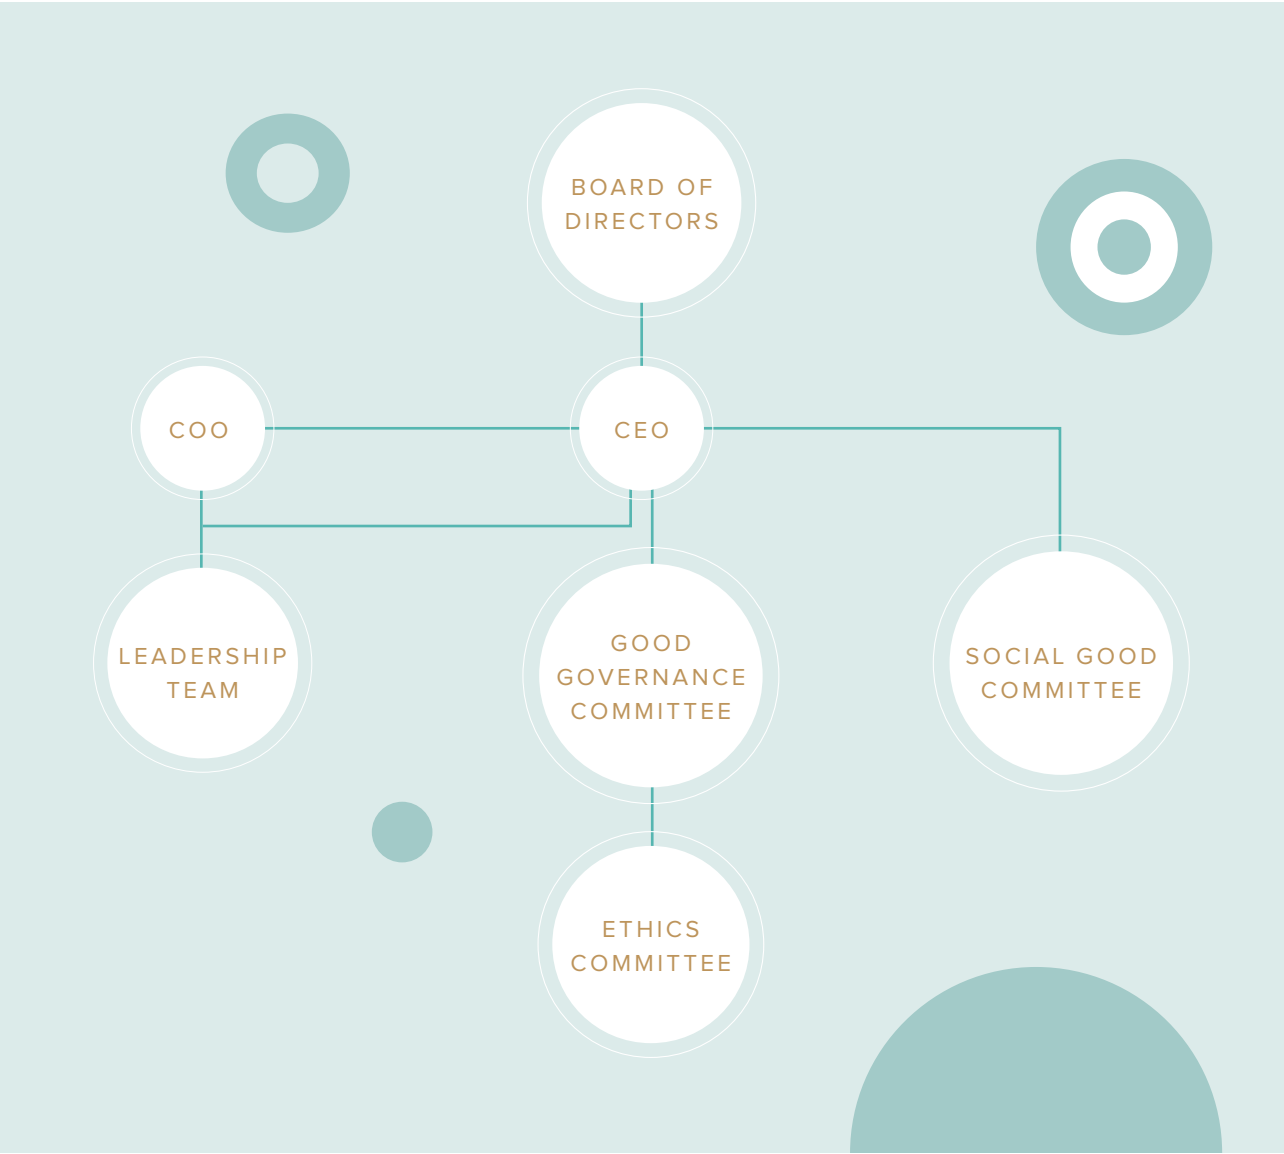 BOARD OF
DIRECTORS
COO
CEO
LEADERSHIP
TEAM
GOOD
GOVERNANCE
COMMITTEE
SOCIAL GOOD
COMMITTEE
ETHICS
COMMITTEE